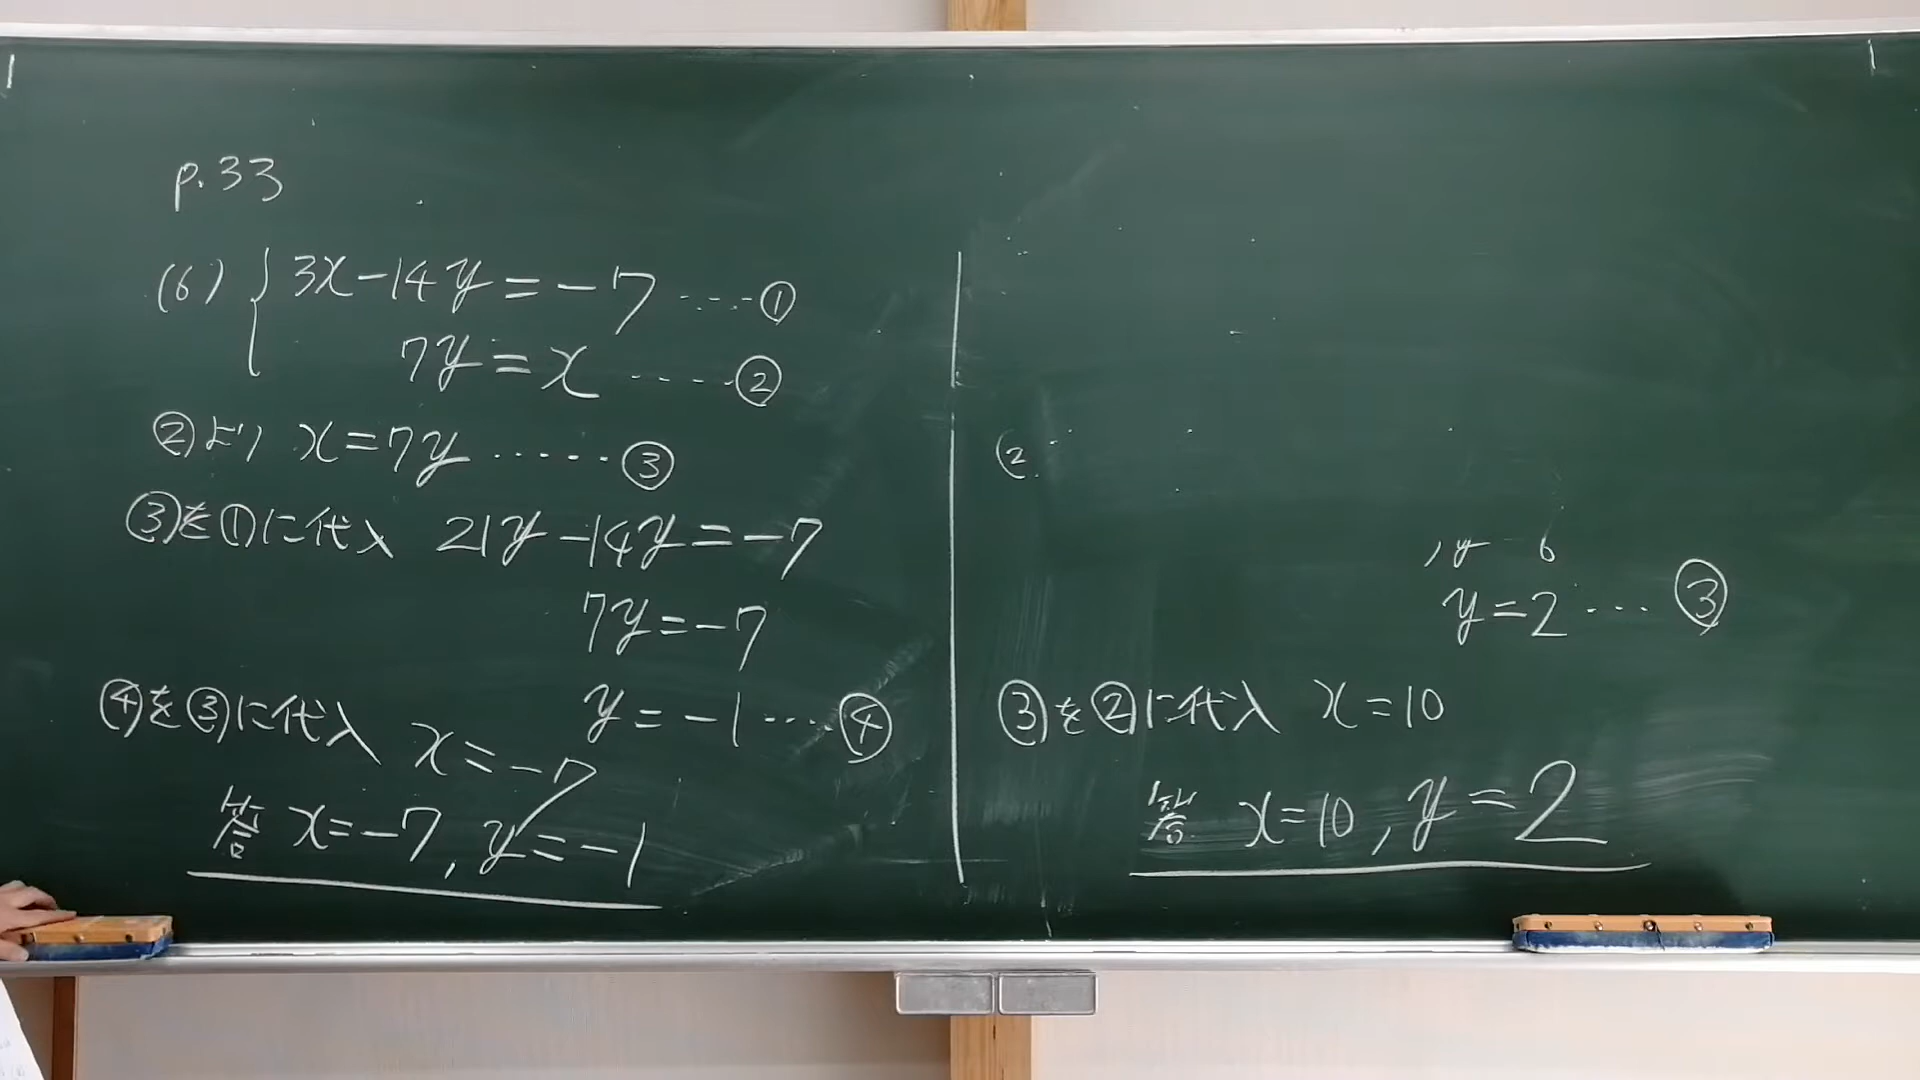 p.33
(6) { 3x-14y=-7 ----- ①
7y=x ----- ②
②より x=7y ...... ③
③を①に代入 21y-14y=-7
7y=-7
y=-1 .... ④
④を③に代入 x=-7
答 x=-7, y=-1
②
y 6
y=2 ... ③
③を②に代入 x=10
答 x=10, y=2